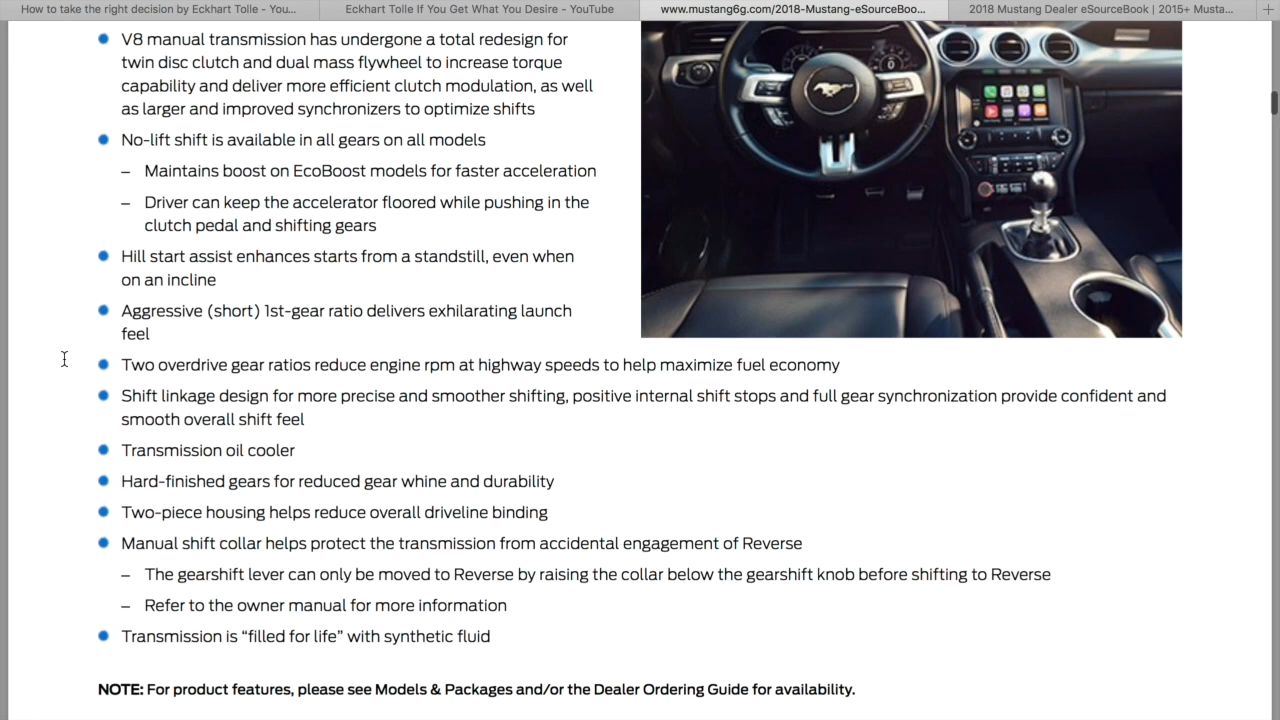 How to take the right decision by Eckhart Tolle - You...
Eckhart Tolle If You Get What You Desire - YouTube
www.mustang6g.com/2018-Mustang-eSourceBoo...
2018 Mustang Dealer eSourceBook | 2015+ Musta...
V8 manual transmission has undergone a total redesign for
twin disc clutch and dual mass flywheel to increase torque
capability and deliver more efficient clutch modulation, as well
as larger and improved synchronizers to optimize shifts
No-lift shift is available in all gears on all models
– Maintains boost on EcoBoost models for faster acceleration
– Driver can keep the accelerator floored while pushing in the
clutch pedal and shifting gears
Hill start assist enhances starts from a standstill, even when
on an incline
Aggressive (short) 1st-gear ratio delivers exhilarating launch
feel
Two overdrive gear ratios reduce engine rpm at highway speeds to help maximize fuel economy
Shift linkage design for more precise and smoother shifting, positive internal shift stops and full gear synchronization provide confident and
smooth overall shift feel
Transmission oil cooler
Hard-finished gears for reduced gear whine and durability
Two-piece housing helps reduce overall driveline binding
Manual shift collar helps protect the transmission from accidental engagement of Reverse
– The gearshift lever can only be moved to Reverse by raising the collar below the gearshift knob before shifting to Reverse
– Refer to the owner manual for more information
Transmission is “filled for life” with synthetic fluid
NOTE: For product features, please see Models & Packages and/or the Dealer Ordering Guide for availability.